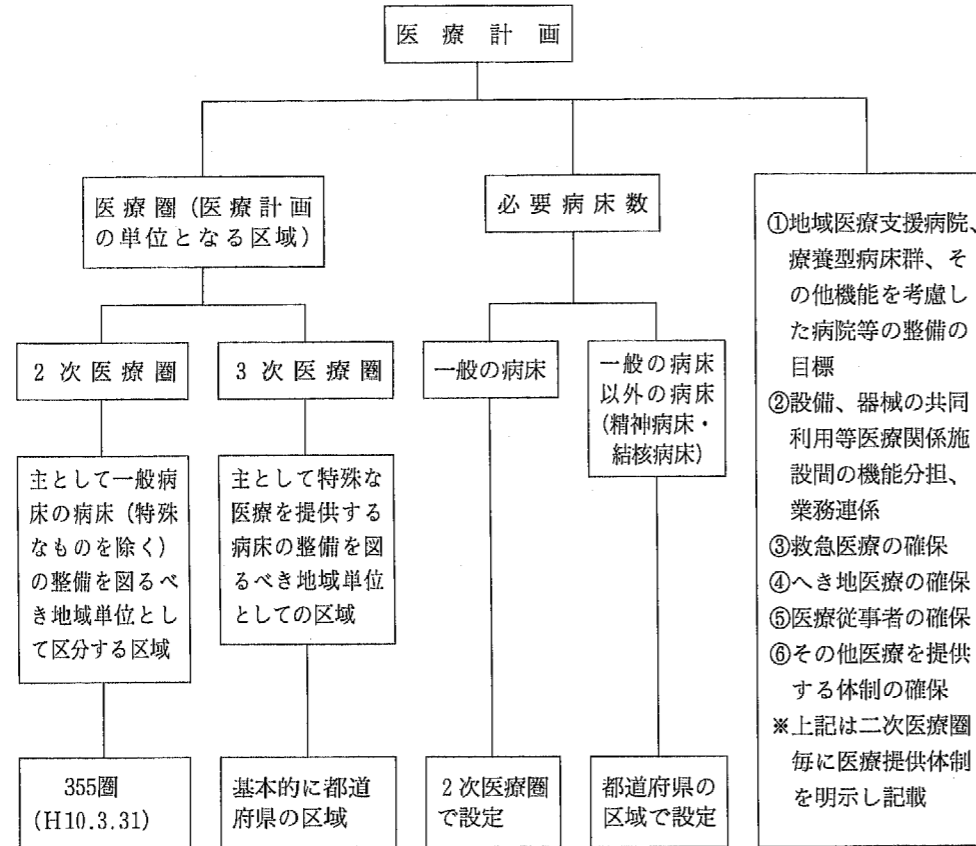 医療計画
医療圏(医療計画
の単位となる区域)
必要病床数
2次医療圏
3次医療圏
一般の病床
一般の病床
以外の病床
(精神病床・
結核病床)
主として一般病
床の病床(特殊
なものを除く)
の整備を図るべ
き地域単位とし
て区分する区域
主として特殊な
医療を提供する
病床の整備を図
るべき地域単位
としての区域
355圏
(H10.3.31)
基本的に都道
府県の区域
2次医療圏
で設定
都道府県の
区域で設定
①地域医療支援病院、
療養型病床群、そ
の他機能を考慮し
た病院等の整備の
目標
②設備、器械の共同
利用等医療関係施
設間の機能分担、
業務連係
③救急医療の確保
④へき地医療の確保
⑤医療従事者の確保
⑥その他医療を提供
する体制の確保
※上記は二次医療圏
毎に医療提供体制
を明示し記載